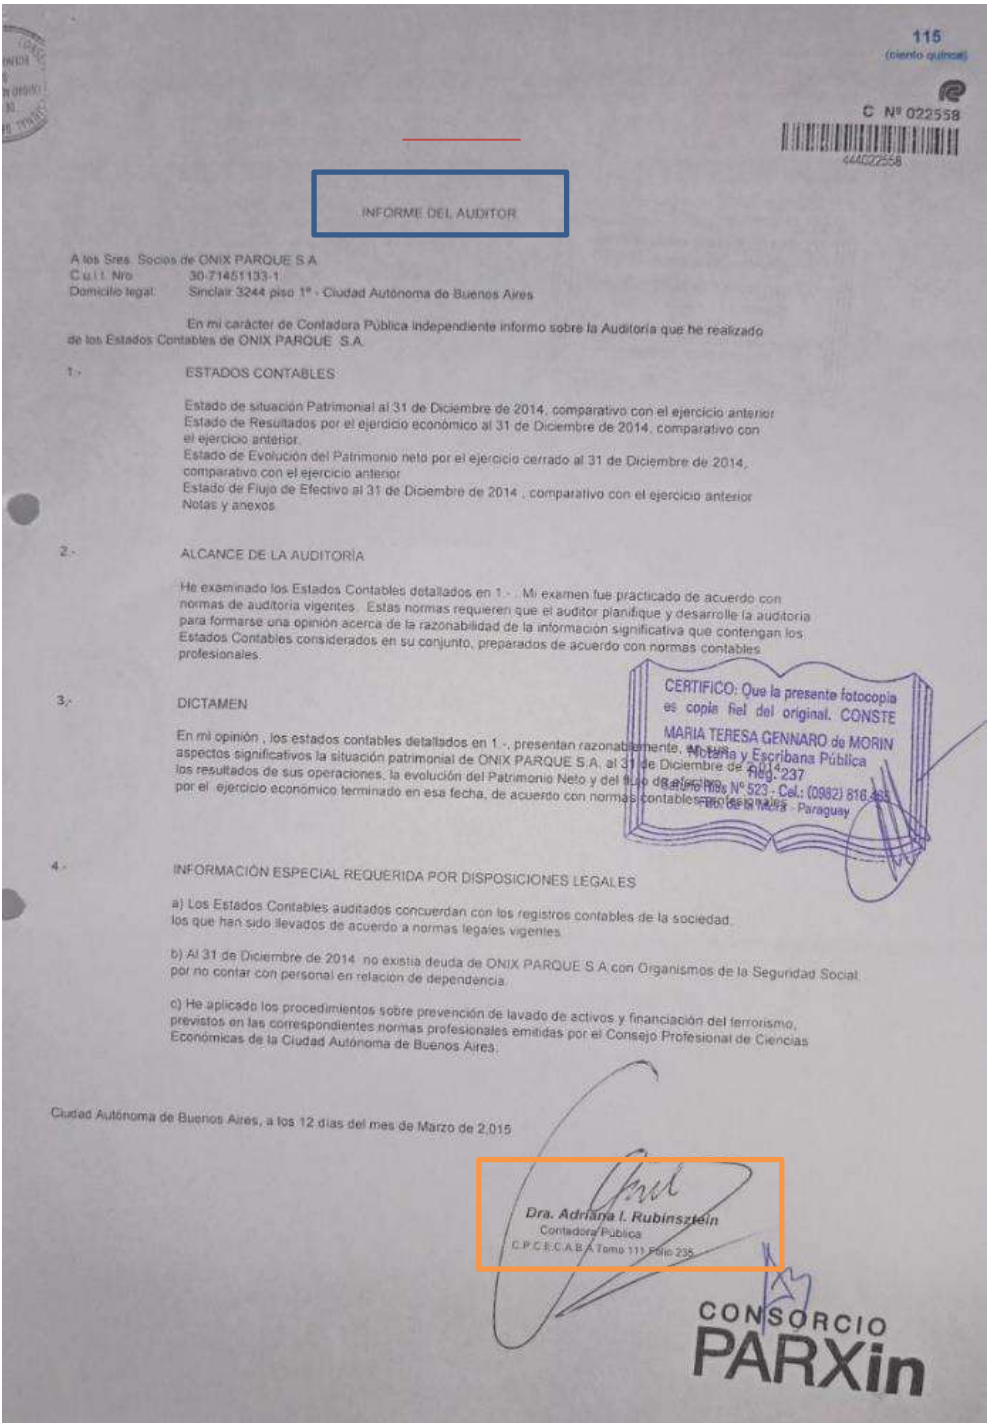 115
(ciento quince)
C Nº 022558
444022558
INFORME DEL AUDITOR
A los Sres. Socios de ONIX PARQUE S.A.
C.u.i.t. Nro 30-71451133-1
Domicilio legal: Sinclair 3244 piso 1º - Ciudad Autónoma de Buenos Aires
En mi carácter de Contadora Pública Independiente informo sobre la Auditoría que he realizado
de los Estados Contables de ONIX PARQUE S.A.
1.- ESTADOS CONTABLES
Estado de situación Patrimonial al 31 de Diciembre de 2014, comparativo con el ejercicio anterior
Estado de Resultados por el ejercicio económico al 31 de Diciembre de 2014, comparativo con
el ejercicio anterior.
Estado de Evolución del Patrimonio neto por el ejercicio cerrado al 31 de Diciembre de 2014,
comparativo con el ejercicio anterior
Estado de Flujo de Efectivo al 31 de Diciembre de 2014 , comparativo con el ejercicio anterior
Notas y anexos
2.- ALCANCE DE LA AUDITORÍA
He examinado los Estados Contables detallados en 1.- . Mi examen fue practicado de acuerdo con
normas de auditoría vigentes. Estas normas requieren que el auditor planifique y desarrolle la auditoría
para formarse una opinión acerca de la razonabilidad de la información significativa que contengan los
Estados Contables considerados en su conjunto, preparados de acuerdo con normas contables
profesionales.
3,- DICTAMEN
En mi opinión , los estados contables detallados en 1.-, presentan razonablemente, en sus
aspectos significativos la situación patrimonial de ONIX PARQUE S.A. al 31 de Diciembre de 2.014,
los resultados de sus operaciones, la evolución del Patrimonio Neto y del flujo de efectivo
por el ejercicio económico terminado en esa fecha, de acuerdo con normas contables profesionales
CERTIFICO: Que la presente fotocopia
es copia fiel del original. CONSTE
MARIA TERESA GENNARO de MORIN
Notaria y Escribana Pública
Reg. 237
Nº 523 - Cel.: (0982) 816.465
de la Mora - Paraguay
4.- INFORMACIÓN ESPECIAL REQUERIDA POR DISPOSICIONES LEGALES
a) Los Estados Contables auditados concuerdan con los registros contables de la sociedad,
los que han sido llevados de acuerdo a normas legales vigentes.
b) Al 31 de Diciembre de 2014 no existía deuda de ONIX PARQUE S.A con Organismos de la Seguridad Social
por no contar con personal en relacion de dependencia.
c) He aplicado los procedimientos sobre prevención de lavado de activos y financiación del terrorismo,
previstos en las correspondientes normas profesionales emitidas por el Consejo Profesional de Ciencias
Económicas de la Ciudad Autónoma de Buenos Aires.
Ciudad Autónoma de Buenos Aires, a los 12 días del mes de Marzo de 2,015
Dra. Adriana I. Rubinsztein
Contadora Pública
C.P.C.E.C.A.B.A Tomo 111 Folio 235
CONSORCIO
PARXin